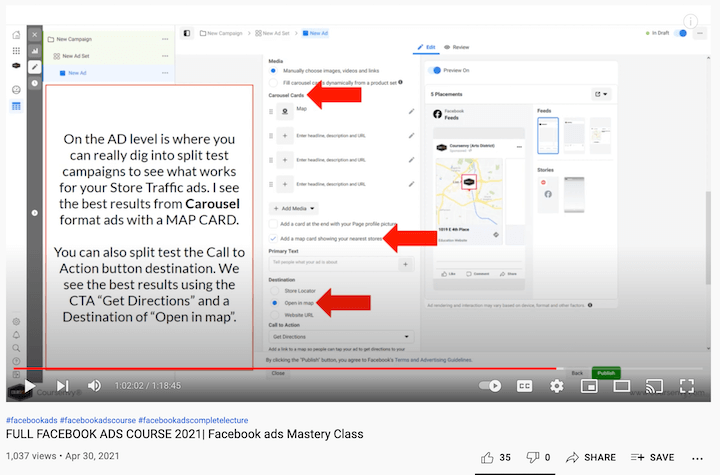 New Campaign
New Ad Set
New Ad
New Campaign
New Ad Set
New Ad
In Draft
Edit
Review
On the AD level is where you
can really dig into split test
campaigns to see what works
for your Store Traffic ads. I see
the best results from Carousel
format ads with a MAP CARD.
You can also split test the Call to
Action button destination. We
see the best results using the
CTA “Get Directions” and a
Destination of “Open in map”.
Media
Manually choose images, videos and links
Fill carousel cards dynamically from a product set
Carousel Cards
Map
Enter headline, description and URL
Enter headline, description and URL
Enter headline, description and URL
+ Add Media
Add a card at the end with your Page profile picture
Add a map card showing your nearest stores
Primary Text
Tell people what your ad is about
Destination
Store Locator
Open in map
Website URL
Call to Action
Get Directions
Add a link to a map so people can tap your ad to get directions to your
Preview On
5 Placements
Facebook
Feeds
Coursenvy (Arts District)
1019 E 4th Place
Education Website
Like
Comment
Share
Feeds
Stories
Ad rendering and interaction may vary based on device, format and other factors.
By clicking the "Publish" button, you agree to Facebook's Terms and Advertising Guidelines.
Close
Back
Publish
Coursenvy®
1:02:02 / 1:18:45
CC
#facebookads #facebookadscourse #facebookadscompletelecture
FULL FACEBOOK ADS COURSE 2021| Facebook ads Mastery Class
1,037 views • Apr 30, 2021
35
0
SHARE
SAVE